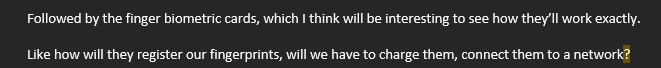 Followed by the finger biometric cards, which I think will be interesting to see how they'll work exactly.
Like how will they register our fingerprints, will we have to charge them, connect them to a network?